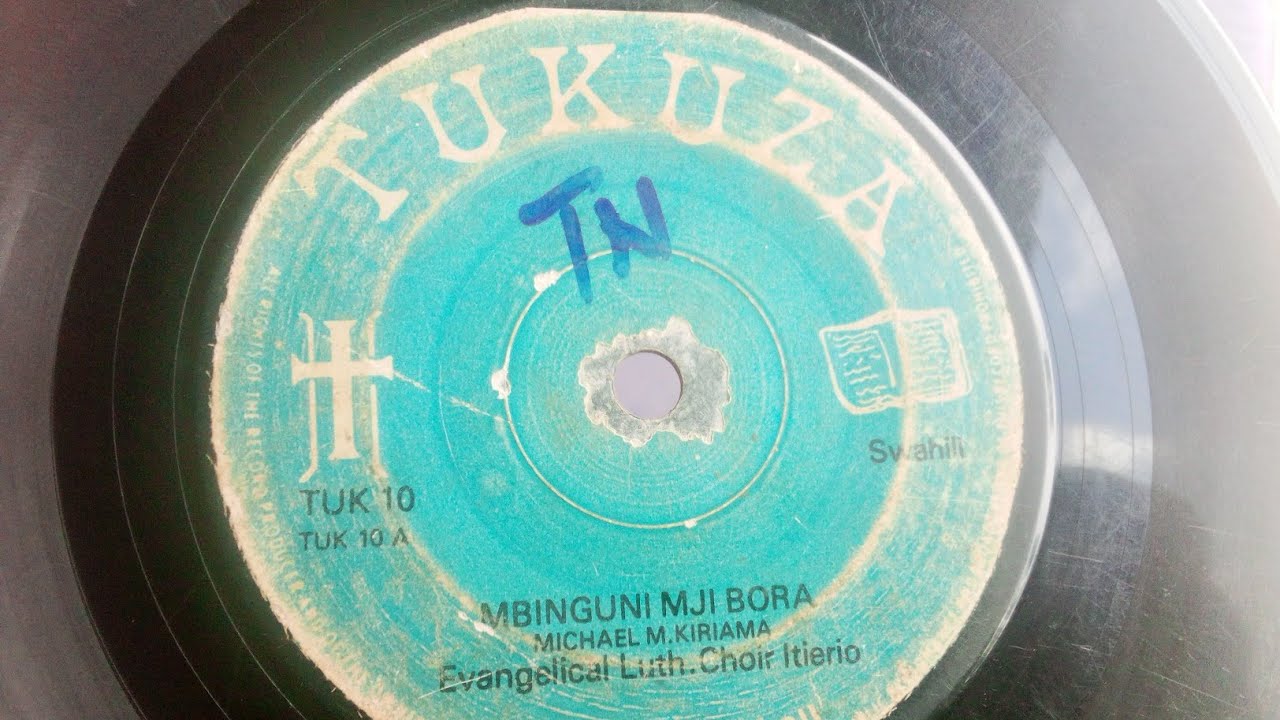 TUKUZA
TN
Swahili
TUK 10
TUK 10 A
MBINGUNI MJI BORA
MICHAEL M. KIRIAMA
Evangelical Luth. Choir Itierio